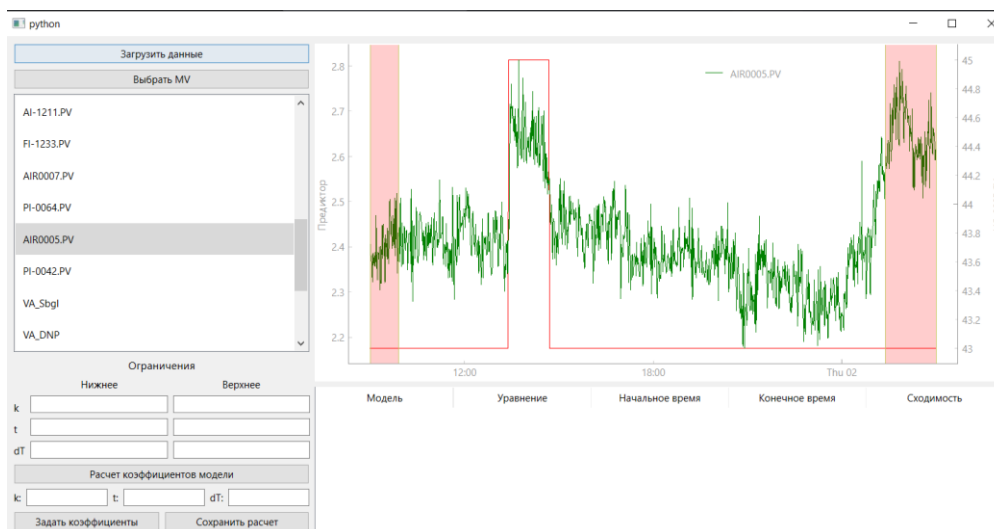 python
Загрузить данные
Выбрать MV
AI-1211.PV
FI-1233.PV
AIR0007.PV
PI-0064.PV
AIR0005.PV
PI-0042.PV
VA_Sbgl
VA_DNP
Ограничения
Нижнее Верхнее
k
t
dT
Расчет коэффициентов модели
k: t: dT:
Задать коэффициенты Сохранить расчет
AIR0005.PV
Предиктор
2.8
2.7
2.6
2.5
2.4
2.3
2.2
45
44.8
44.6
44.4
44.2
44
43.8
43.6
43.4
43.2
43
12:00 18:00 Thu 02
Модель Уравнение Начальное время Конечное время Сходимость